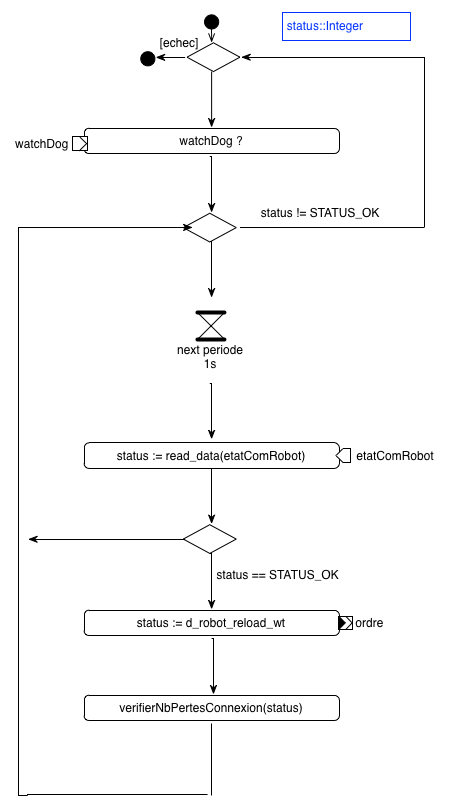 status::Integer
[echec]
watchDog
watchDog ?
status != STATUS_OK
next periode
1s
status := read_data(etatComRobot)
etatComRobot
status == STATUS_OK
status := d_robot_reload_wt
ordre
verifierNbPertesConnexion(status)